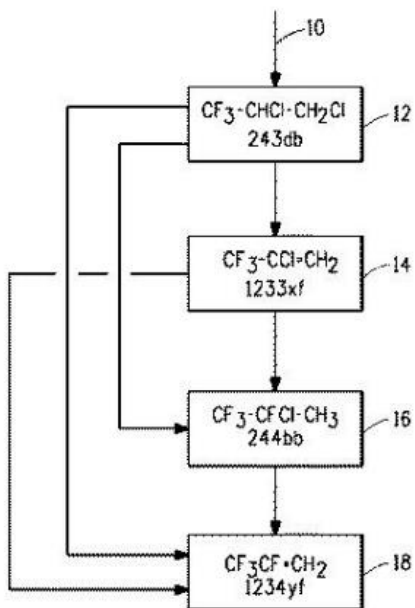 10
CF₃-CHCl-CH₂Cl
243db
12
CF₃-CCl=CH₂
1233xf
14
CF₃-CFCl-CH₃
244bb
16
CF₃CF•CH₂
1234yf
18